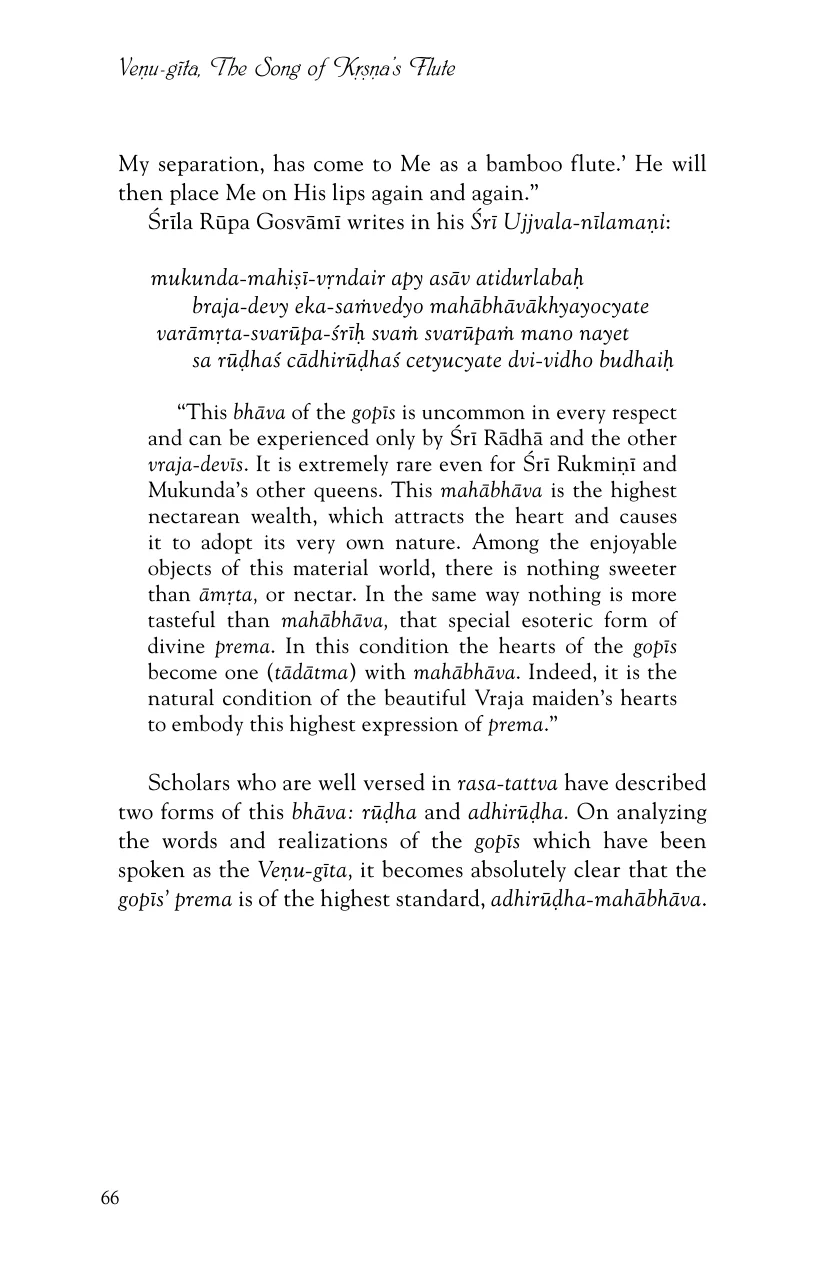 Veṇu-gīta, The Song of Kṛṣṇa's Flute
My separation, has come to Me as a bamboo flute.’ He will
then place Me on His lips again and again.”
Śrīla Rūpa Gosvāmī writes in his Śrī Ujjvala-nīlamaṇi:
mukunda-mahiṣī-vṛndair apy asāv atidurlabaḥ
braja-devy eka-saṁvedyo mahābhāvākhyayocyate
varāmṛta-svarūpa-śrīḥ svaṁ svarūpaṁ mano nayet
sa rūḍhaś cādhirūḍhaś cetyucyate dvi-vidho budhaiḥ
“This bhāva of the gopīs is uncommon in every respect
and can be experienced only by Śrī Rādhā and the other
vraja-devīs. It is extremely rare even for Śrī Rukmiṇī and
Mukunda’s other queens. This mahābhāva is the highest
nectarean wealth, which attracts the heart and causes
it to adopt its very own nature. Among the enjoyable
objects of this material world, there is nothing sweeter
than āmṛta, or nectar. In the same way nothing is more
tasteful than mahābhāva, that special esoteric form of
divine prema. In this condition the hearts of the gopīs
become one (tādātma) with mahābhāva. Indeed, it is the
natural condition of the beautiful Vraja maiden’s hearts
to embody this highest expression of prema.”
Scholars who are well versed in rasa-tattva have described
two forms of this bhāva: rūḍha and adhirūḍha. On analyzing
the words and realizations of the gopīs which have been
spoken as the Veṇu-gīta, it becomes absolutely clear that the
gopīs’ prema is of the highest standard, adhirūḍha-mahābhāva.
66